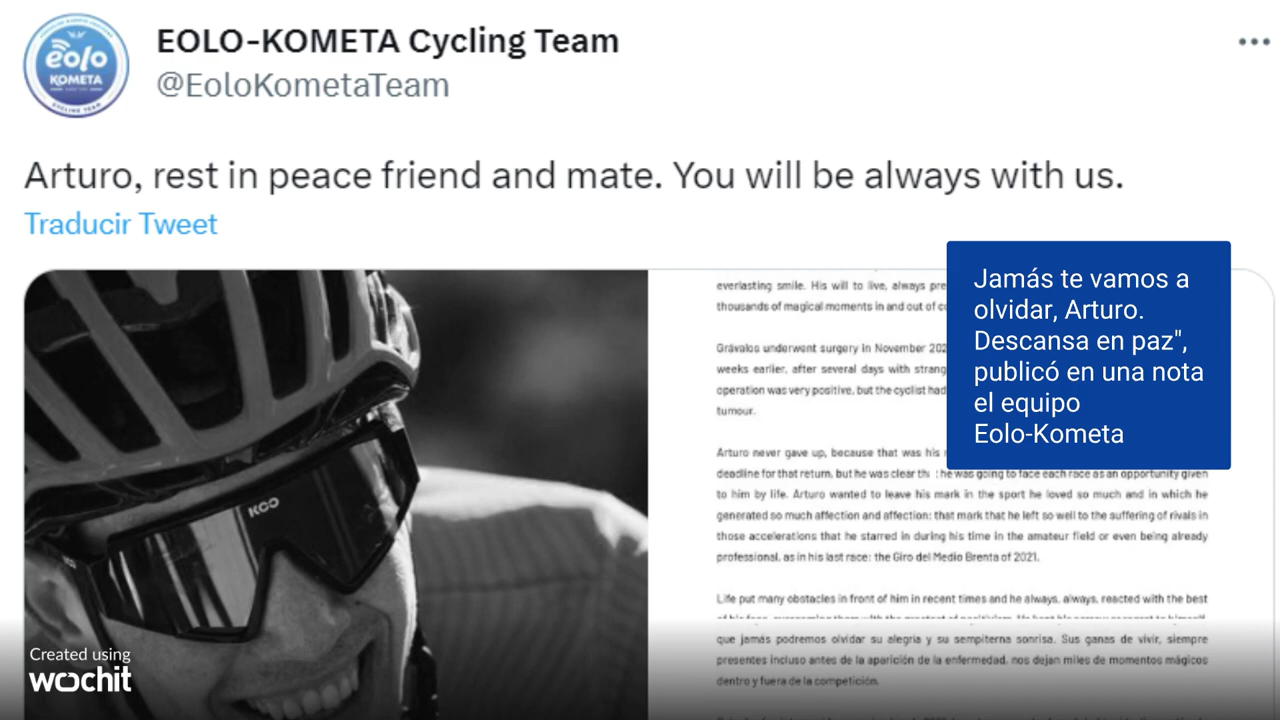 EOLO-KOMETA Cycling Team
@EoloKometaTeam
Arturo, rest in peace friend and mate. You will be always with us.
Traducir Tweet
eolo
KOMETA
CYCLING TEAM
KOO
everlasting smile. His will to live, always pre
thousands of magical moments in and out of co
Grávalos underwent surgery in November 202
weeks earlier, after several days with strang
operation was very positive, but the cyclist had
tumour.
Arturo never gave up, because that was his
deadline for that return, but he was clear th : he was going to face each race as an opportunity given
to him by life. Arturo wanted to leave his mark in the sport he loved so much and in which he
generated so much affection and affection: that mark that he left so well to the suffering of rivals in
those accelerations that he starred in during his time in the amateur field or even being already
professional, as in his last race: the Giro del Medio Brenta of 2021.
Life put many obstacles in front of him in recent times and he always, always, reacted with the best
que jamás podremos olvidar su alegria y su sempiterna sonrisa. Sus ganas de vivir, siempre
presentes incluso antes de la aparición de la enfermedad, nos dejan miles de momentos mágicos
dentro y fuera de la competición.
Jamás te vamos a
olvidar, Arturo.
Descansa en paz",
publicó en una nota
el equipo
Eolo-Kometa
Created using
wochit